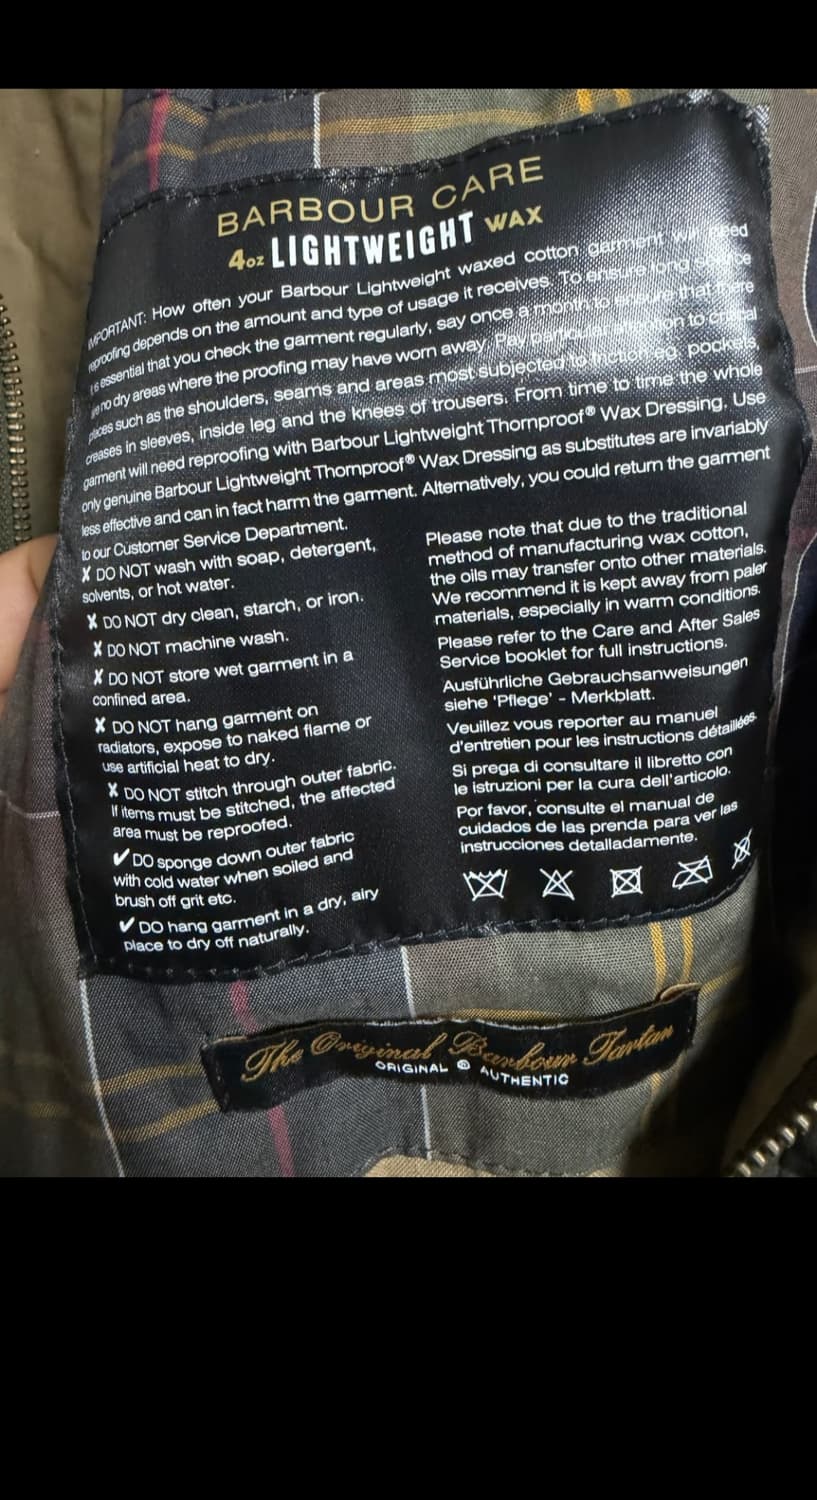 BARBOUR CARE
4oz LIGHTWEIGHT WAX
IMPORTANT: How often your Barbour Lightweight waxed cotton garment will need
reproofing depends on the amount and type of usage it receives. To ensure long service
it is essential that you check the garment regularly, say once a month to ensure that there
are no dry areas where the proofing may have worn away. Pay particular attention to critical
places such as the shoulders, seams and areas most subjected to friction eg. pockets,
creases in sleeves, inside leg and the knees of trousers. From time to time the whole
garment will need reproofing with Barbour Lightweight Thornproof® Wax Dressing. Use
only genuine Barbour Lightweight Thornproof® Wax Dressing as substitutes are invariably
less effective and can in fact harm the garment. Alternatively, you could return the garment
to our Customer Service Department.
✗ DO NOT wash with soap, detergent,
solvents, or hot water.
✗ DO NOT dry clean, starch, or iron.
✗ DO NOT machine wash.
✗ DO NOT store wet garment in a
confined area.
✗ DO NOT hang garment on
radiators, expose to naked flame or
use artificial heat to dry.
✗ DO NOT stitch through outer fabric.
If items must be stitched, the affected
area must be reproofed.
✔ DO sponge down outer fabric
with cold water when soiled and
brush off grit etc.
✔ DO hang garment in a dry, airy
place to dry off naturally.
Please note that due to the traditional
method of manufacturing wax cotton,
the oils may transfer onto other materials.
We recommend it is kept away from paler
materials, especially in warm conditions.
Please refer to the Care and After Sales
Service booklet for full instructions.
Ausführliche Gebrauchsanweisungen
siehe 'Pflege' - Merkblatt.
Veuillez vous reporter au manuel
d'entretien pour les instructions détaillées.
Si prega di consultare il libretto con
le istruzioni per la cura dell'articolo.
Por favor, consulte el manual de
cuidados de las prenda para ver las
instrucciones detalladamente.
The Original Barbour Tartan
ORIGINAL @ AUTHENTIC